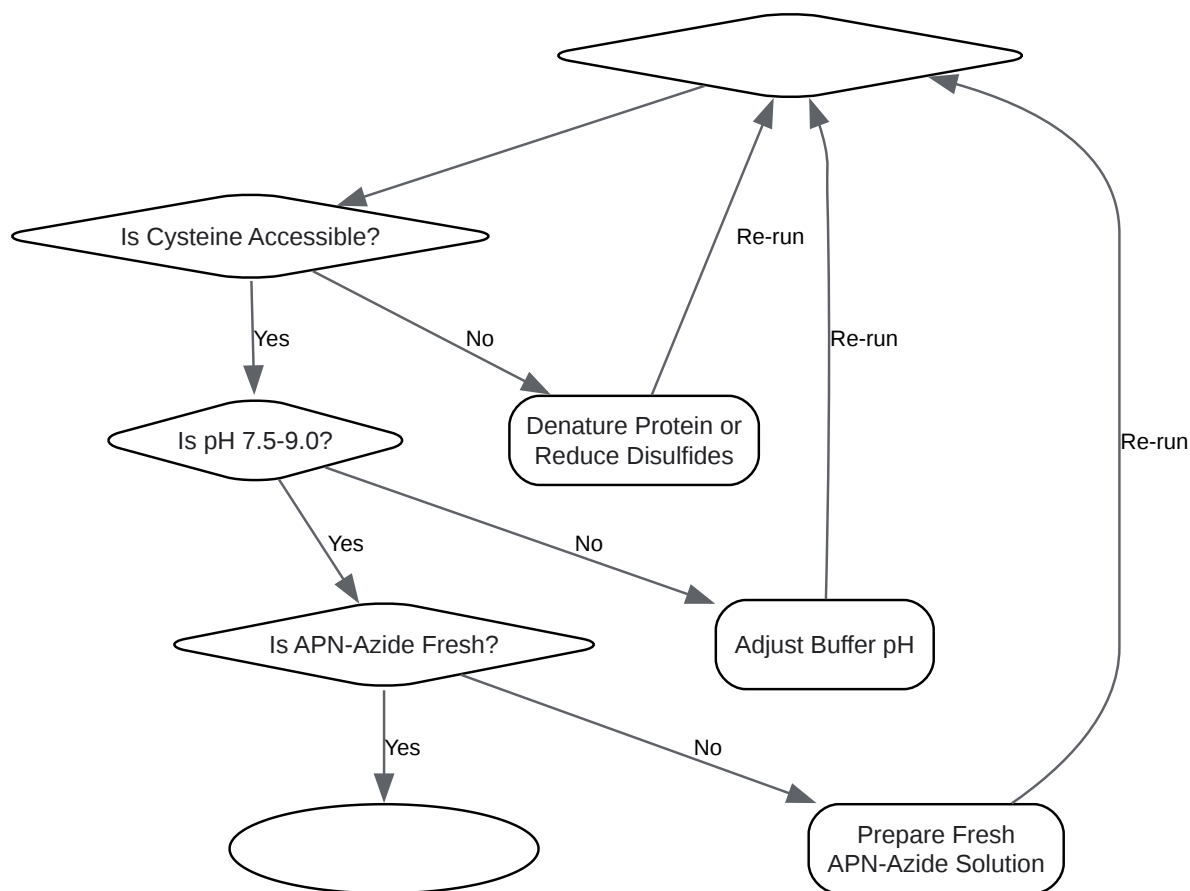 Is Cysteine Accessible?
Re-run
Yes
No
Re-run
Denature Protein or
Reduce Disulfides
Is pH 7.5-9.0?
Re-run
Yes
No
Is APN-Azide Fresh?
Adjust Buffer pH
Yes
No
Prepare Fresh
APN-Azide Solution